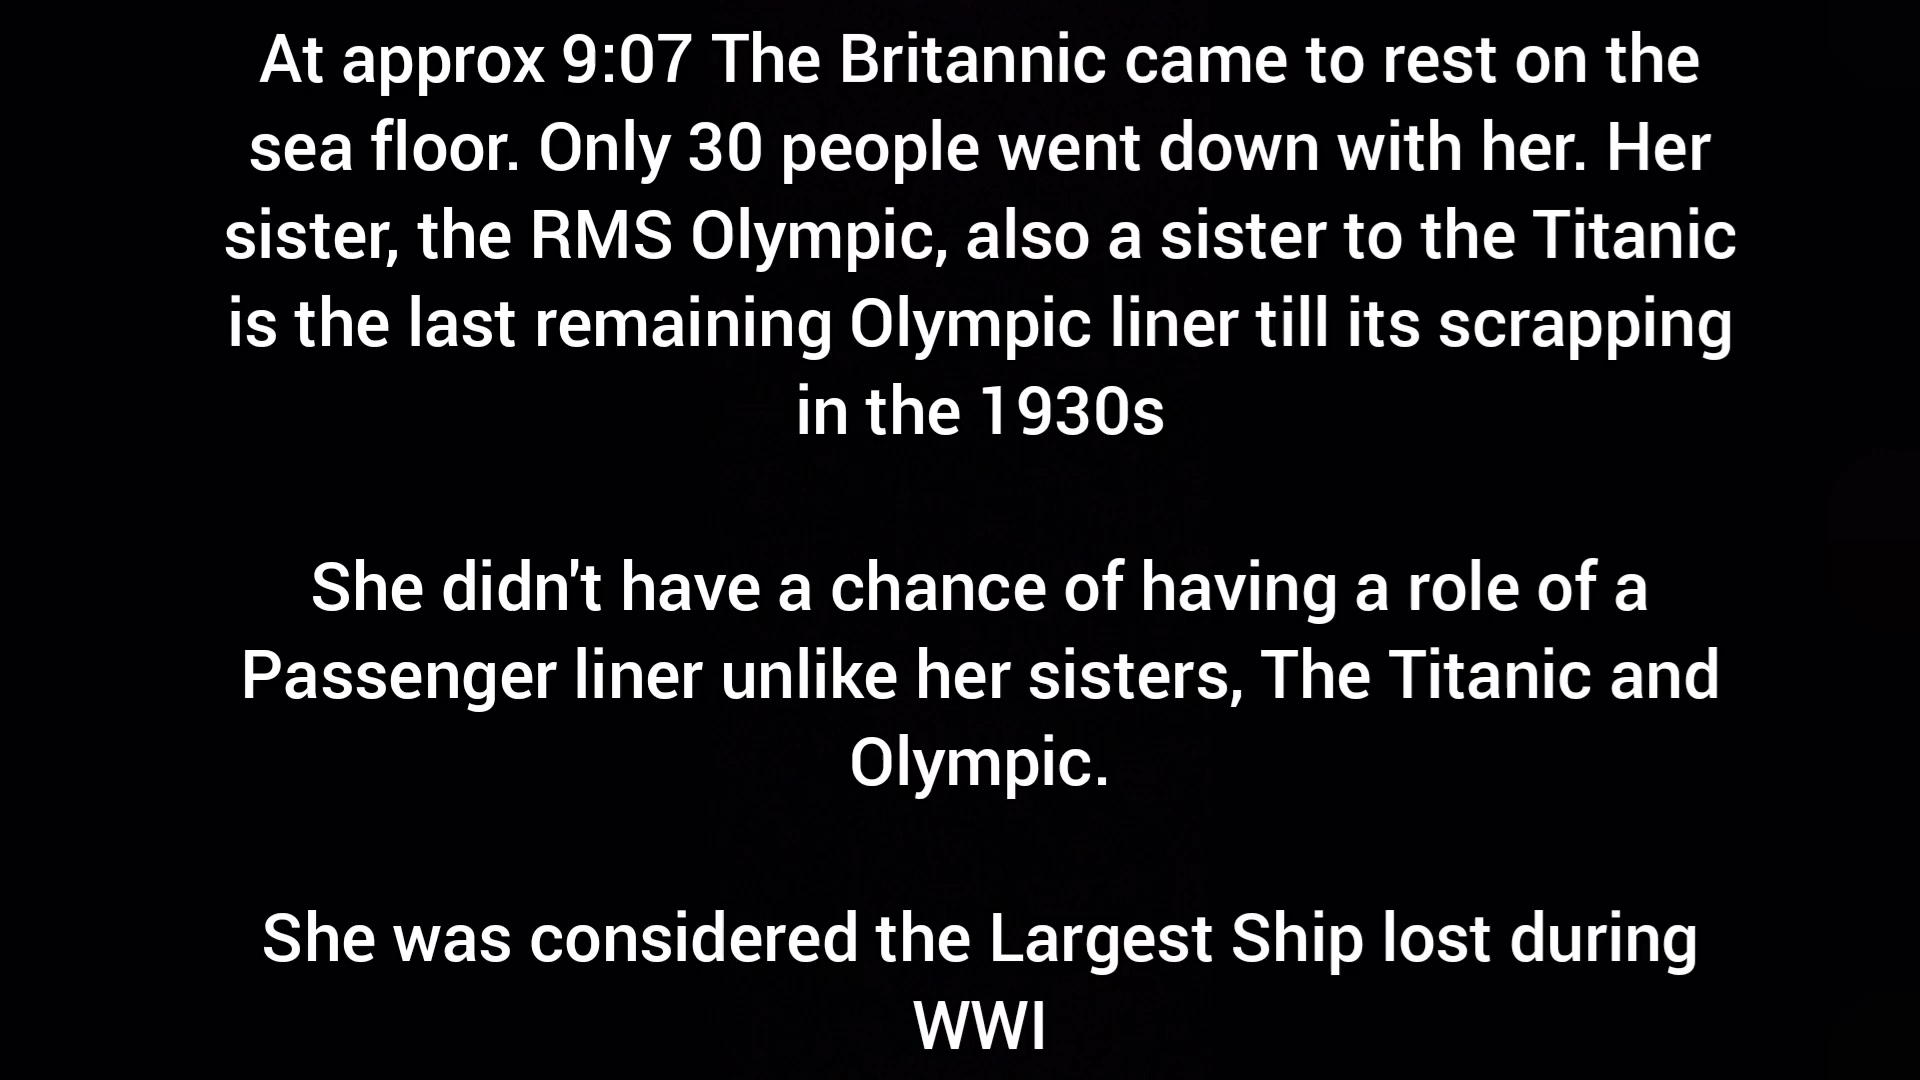 At approx 9:07 The Britannic came to rest on the
sea floor. Only 30 people went down with her. Her
sister, the RMS Olympic, also a sister to the Titanic
is the last remaining Olympic liner till its scrapping
in the 1930s
She didn't have a chance of having a role of a
Passenger liner unlike her sisters, The Titanic and
Olympic.
She was considered the Largest Ship lost during
WWI